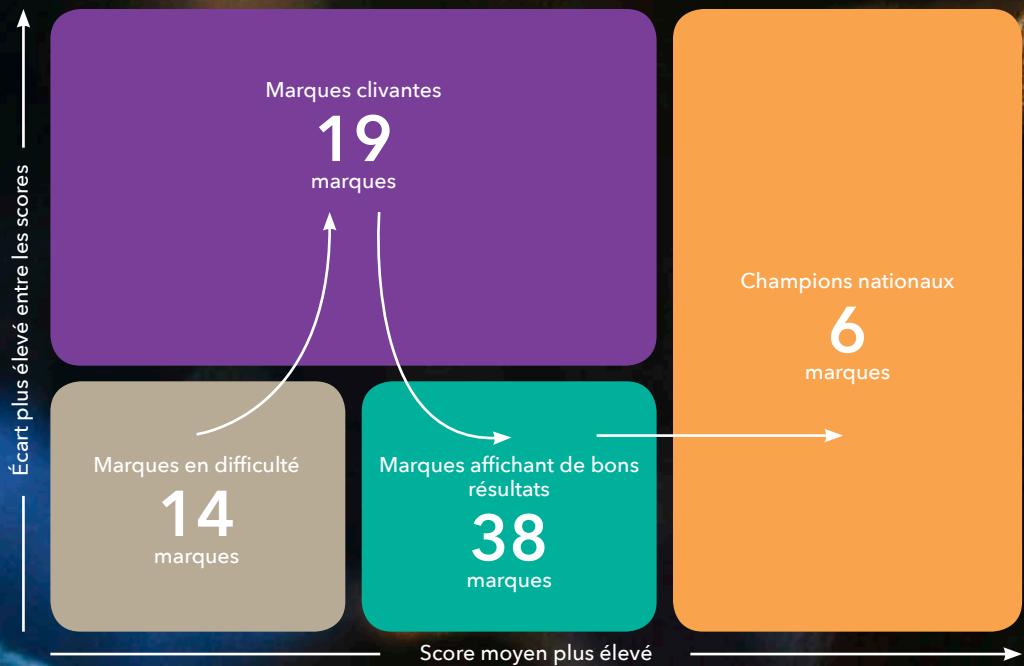 Écart plus élevé entre les scores
Marques clivantes
19
marques
Champions nationaux
6
marques
Marques en difficulté
14
marques
Marques affichant de bons
résultats
38
marques
Score moyen plus élevé